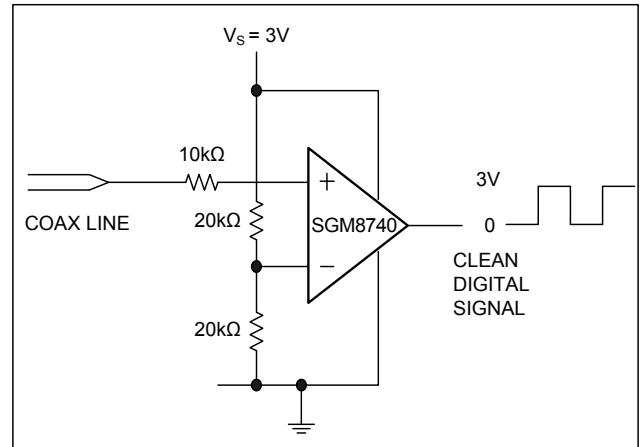 V_S = 3V
10kΩ
COAX LINE
20kΩ
+
SGM8740
−
20kΩ
3V
0
CLEAN
DIGITAL
SIGNAL